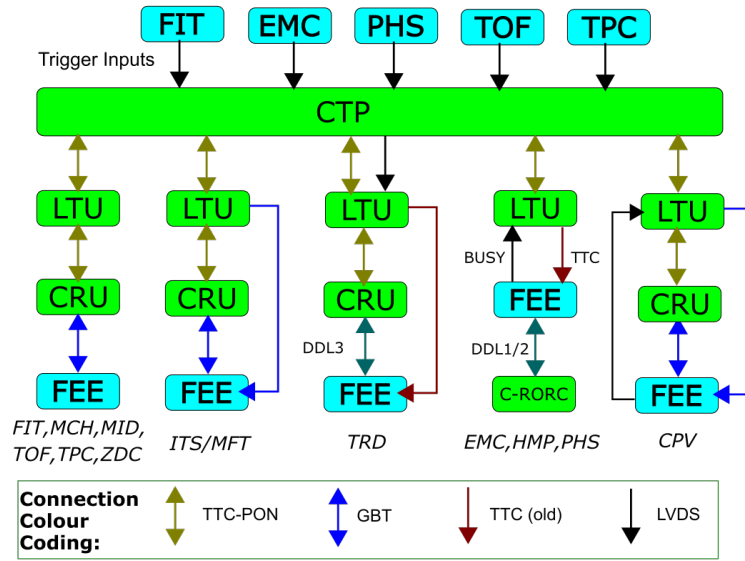 FIT EMC PHS TOF TPC
Trigger Inputs
CTP
LTU LTU LTU LTU LTU
BUSY TTC
CRU CRU CRU FEE CRU
DDL3 DDL1/2
FEE FEE FEE C-RORC FEE
FIT,MCH,MID,
TOF,TPC,ZDC
ITS/MFT
TRD
EMC,HMP,PHS
CPV
Connection
Colour
Coding:
TTC-PON
GBT
TTC (old)
LVDS